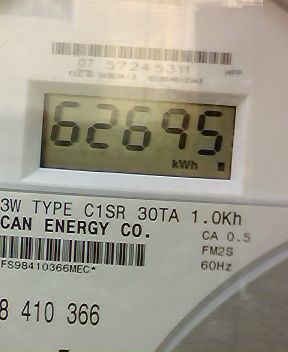 07 57245311
HPP
62695
kWh
3W TYPE C1SR 30TA 1.0Kh
CAN ENERGY CO.
CA 0.5
FM2S
FS98410366MEC*
60Hz
8 410 366